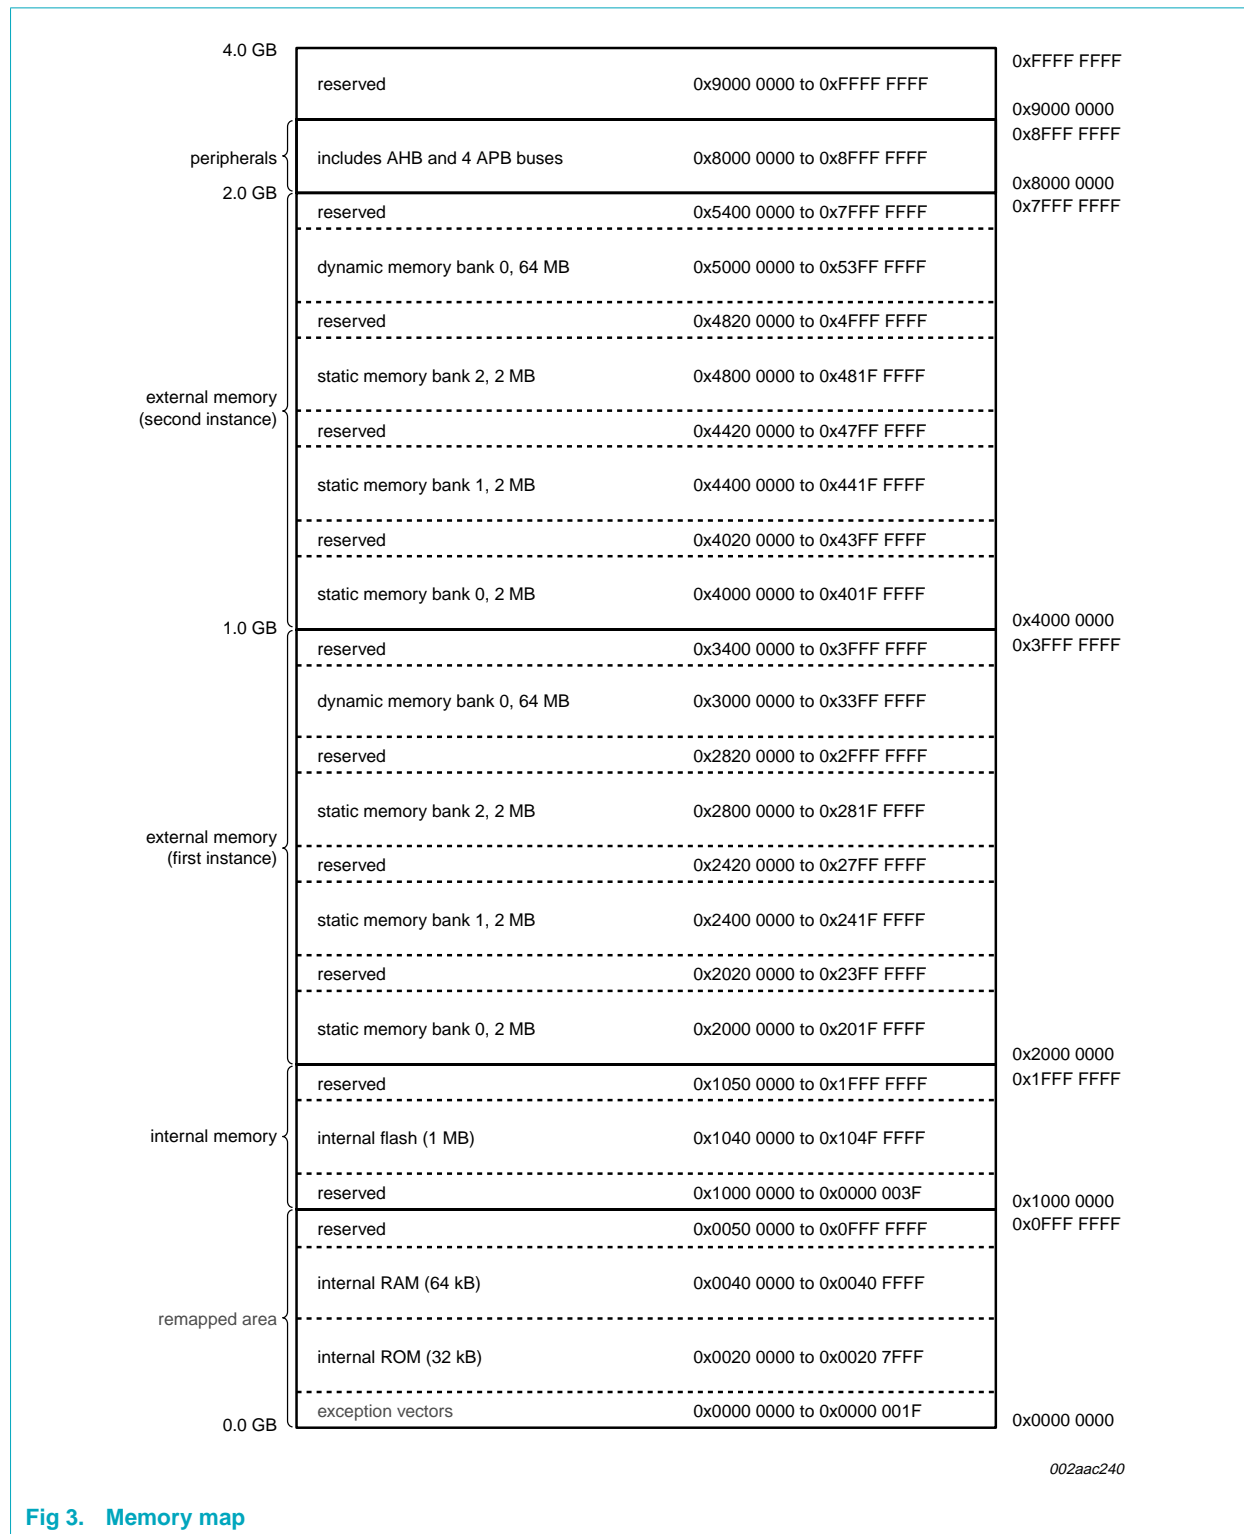 4.0 GB
0xFFFF FFFF
reserved 0x9000 0000 to 0xFFFF FFFF
0x9000 0000
0x8FFF FFFF
peripherals includes AHB and 4 APB buses 0x8000 0000 to 0x8FFF FFFF
0x8000 0000
2.0 GB
0x7FFF FFFF
reserved 0x5400 0000 to 0x7FFF FFFF
dynamic memory bank 0, 64 MB 0x5000 0000 to 0x53FF FFFF
reserved 0x4820 0000 to 0x4FFF FFFF
static memory bank 2, 2 MB 0x4800 0000 to 0x481F FFFF
external memory
(second instance)
reserved 0x4420 0000 to 0x47FF FFFF
static memory bank 1, 2 MB 0x4400 0000 to 0x441F FFFF
reserved 0x4020 0000 to 0x43FF FFFF
static memory bank 0, 2 MB 0x4000 0000 to 0x401F FFFF
0x4000 0000
1.0 GB
0x3FFF FFFF
reserved 0x3400 0000 to 0x3FFF FFFF
dynamic memory bank 0, 64 MB 0x3000 0000 to 0x33FF FFFF
reserved 0x2820 0000 to 0x2FFF FFFF
static memory bank 2, 2 MB 0x2800 0000 to 0x281F FFFF
external memory
(first instance)
reserved 0x2420 0000 to 0x27FF FFFF
static memory bank 1, 2 MB 0x2400 0000 to 0x241F FFFF
reserved 0x2020 0000 to 0x23FF FFFF
static memory bank 0, 2 MB 0x2000 0000 to 0x201F FFFF
0x2000 0000
0x1FFF FFFF
reserved 0x1050 0000 to 0x1FFF FFFF
internal memory internal flash (1 MB) 0x1040 0000 to 0x104F FFFF
reserved 0x1000 0000 to 0x0000 003F
0x1000 0000
0x0FFF FFFF
reserved 0x0050 0000 to 0x0FFF FFFF
internal RAM (64 kB) 0x0040 0000 to 0x0040 FFFF
remapped area
internal ROM (32 kB) 0x0020 0000 to 0x0020 7FFF
exception vectors 0x0000 0000 to 0x0000 001F
0.0 GB
0x0000 0000
002aac240
Fig 3. Memory map